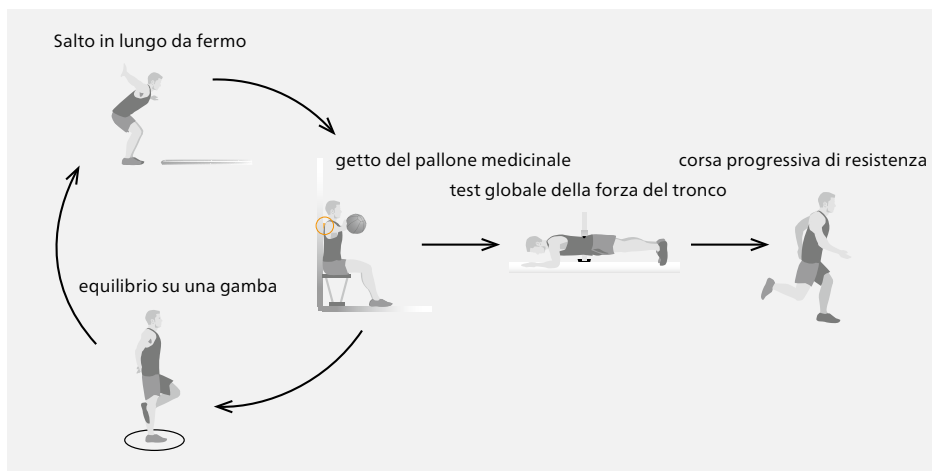 Salto in lungo da fermo
getto del pallone medicinale
corsa progressiva di resistenza
test globale della forza del tronco
equilibrio su una gamba